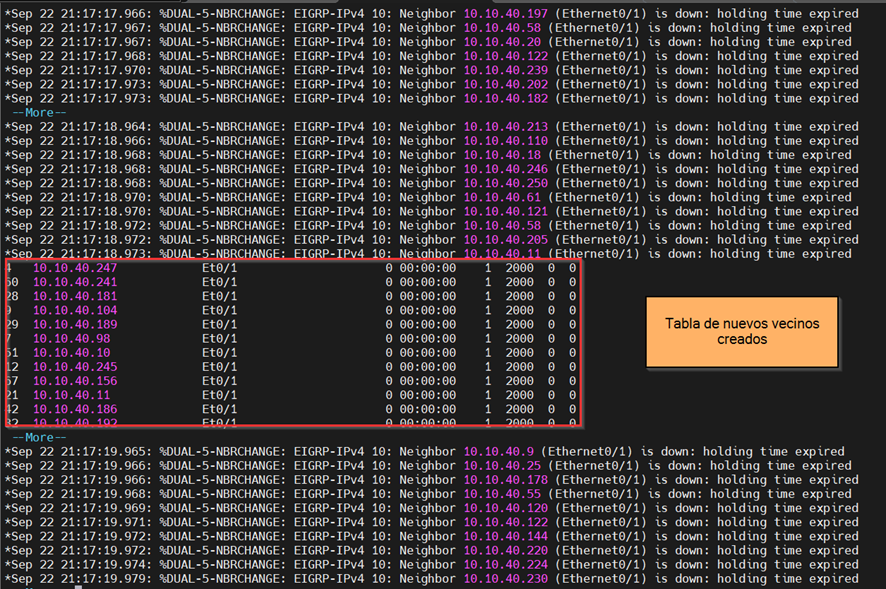 *Sep 22 21:17:17.966: %DUAL-5-NBRCHANGE: EIGRP-IPv4 10: Neighbor 10.10.40.197 (Ethernet0/1) is down: holding time expired
*Sep 22 21:17:17.967: %DUAL-5-NBRCHANGE: EIGRP-IPv4 10: Neighbor 10.10.40.58 (Ethernet0/1) is down: holding time expired
*Sep 22 21:17:17.967: %DUAL-5-NBRCHANGE: EIGRP-IPv4 10: Neighbor 10.10.40.20 (Ethernet0/1) is down: holding time expired
*Sep 22 21:17:17.968: %DUAL-5-NBRCHANGE: EIGRP-IPv4 10: Neighbor 10.10.40.122 (Ethernet0/1) is down: holding time expired
*Sep 22 21:17:17.970: %DUAL-5-NBRCHANGE: EIGRP-IPv4 10: Neighbor 10.10.40.239 (Ethernet0/1) is down: holding time expired
*Sep 22 21:17:17.973: %DUAL-5-NBRCHANGE: EIGRP-IPv4 10: Neighbor 10.10.40.202 (Ethernet0/1) is down: holding time expired
*Sep 22 21:17:17.973: %DUAL-5-NBRCHANGE: EIGRP-IPv4 10: Neighbor 10.10.40.182 (Ethernet0/1) is down: holding time expired
--More--
*Sep 22 21:17:18.964: %DUAL-5-NBRCHANGE: EIGRP-IPv4 10: Neighbor 10.10.40.213 (Ethernet0/1) is down: holding time expired
*Sep 22 21:17:18.966: %DUAL-5-NBRCHANGE: EIGRP-IPv4 10: Neighbor 10.10.40.110 (Ethernet0/1) is down: holding time expired
*Sep 22 21:17:18.968: %DUAL-5-NBRCHANGE: EIGRP-IPv4 10: Neighbor 10.10.40.18 (Ethernet0/1) is down: holding time expired
*Sep 22 21:17:18.968: %DUAL-5-NBRCHANGE: EIGRP-IPv4 10: Neighbor 10.10.40.246 (Ethernet0/1) is down: holding time expired
*Sep 22 21:17:18.968: %DUAL-5-NBRCHANGE: EIGRP-IPv4 10: Neighbor 10.10.40.250 (Ethernet0/1) is down: holding time expired
*Sep 22 21:17:18.970: %DUAL-5-NBRCHANGE: EIGRP-IPv4 10: Neighbor 10.10.40.61 (Ethernet0/1) is down: holding time expired
*Sep 22 21:17:18.970: %DUAL-5-NBRCHANGE: EIGRP-IPv4 10: Neighbor 10.10.40.121 (Ethernet0/1) is down: holding time expired
*Sep 22 21:17:18.972: %DUAL-5-NBRCHANGE: EIGRP-IPv4 10: Neighbor 10.10.40.58 (Ethernet0/1) is down: holding time expired
*Sep 22 21:17:18.972: %DUAL-5-NBRCHANGE: EIGRP-IPv4 10: Neighbor 10.10.40.205 (Ethernet0/1) is down: holding time expired
*Sep 22 21:17:18.973: %DUAL-5-NBRCHANGE: EIGRP-IPv4 10: Neighbor 10.10.40.11 (Ethernet0/1) is down: holding time expired
4 10.10.40.247 Et0/1 0 00:00:00 1 2000 0 0
60 10.10.40.241 Et0/1 0 00:00:00 1 2000 0 0
28 10.10.40.181 Et0/1 0 00:00:00 1 2000 0 0
9 10.10.40.104 Et0/1 0 00:00:00 1 2000 0 0
29 10.10.40.189 Et0/1 0 00:00:00 1 2000 0 0
7 10.10.40.98 Et0/1 0 00:00:00 1 2000 0 0
51 10.10.40.10 Et0/1 0 00:00:00 1 2000 0 0
12 10.10.40.245 Et0/1 0 00:00:00 1 2000 0 0
57 10.10.40.156 Et0/1 0 00:00:00 1 2000 0 0
21 10.10.40.11 Et0/1 0 00:00:00 1 2000 0 0
42 10.10.40.186 Et0/1 0 00:00:00 1 2000 0 0
10.10.40.192 Et0/1 0 00:00:00 1 2000 0 0
Tabla de nuevos vecinos
creados
--More--
*Sep 22 21:17:19.965: %DUAL-5-NBRCHANGE: EIGRP-IPv4 10: Neighbor 10.10.40.9 (Ethernet0/1) is down: holding time expired
*Sep 22 21:17:19.966: %DUAL-5-NBRCHANGE: EIGRP-IPv4 10: Neighbor 10.10.40.25 (Ethernet0/1) is down: holding time expired
*Sep 22 21:17:19.966: %DUAL-5-NBRCHANGE: EIGRP-IPv4 10: Neighbor 10.10.40.178 (Ethernet0/1) is down: holding time expired
*Sep 22 21:17:19.968: %DUAL-5-NBRCHANGE: EIGRP-IPv4 10: Neighbor 10.10.40.55 (Ethernet0/1) is down: holding time expired
*Sep 22 21:17:19.969: %DUAL-5-NBRCHANGE: EIGRP-IPv4 10: Neighbor 10.10.40.120 (Ethernet0/1) is down: holding time expired
*Sep 22 21:17:19.971: %DUAL-5-NBRCHANGE: EIGRP-IPv4 10: Neighbor 10.10.40.122 (Ethernet0/1) is down: holding time expired
*Sep 22 21:17:19.972: %DUAL-5-NBRCHANGE: EIGRP-IPv4 10: Neighbor 10.10.40.144 (Ethernet0/1) is down: holding time expired
*Sep 22 21:17:19.972: %DUAL-5-NBRCHANGE: EIGRP-IPv4 10: Neighbor 10.10.40.220 (Ethernet0/1) is down: holding time expired
*Sep 22 21:17:19.974: %DUAL-5-NBRCHANGE: EIGRP-IPv4 10: Neighbor 10.10.40.224 (Ethernet0/1) is down: holding time expired
*Sep 22 21:17:19.979: %DUAL-5-NBRCHANGE: EIGRP-IPv4 10: Neighbor 10.10.40.230 (Ethernet0/1) is down: holding time expired